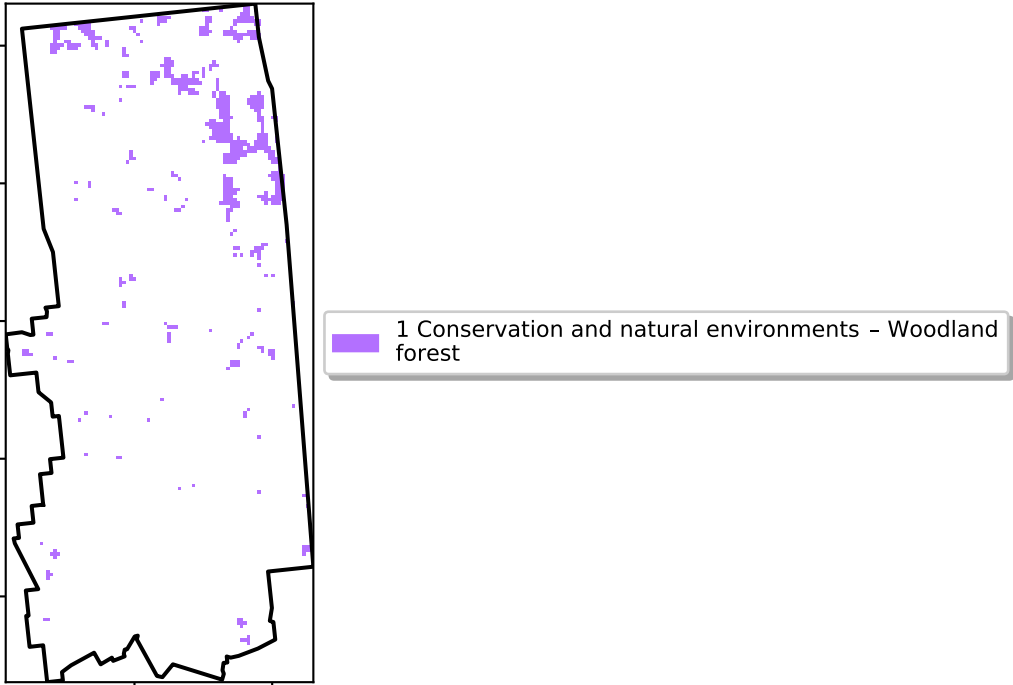 1 Conservation and natural environments – Woodland
forest